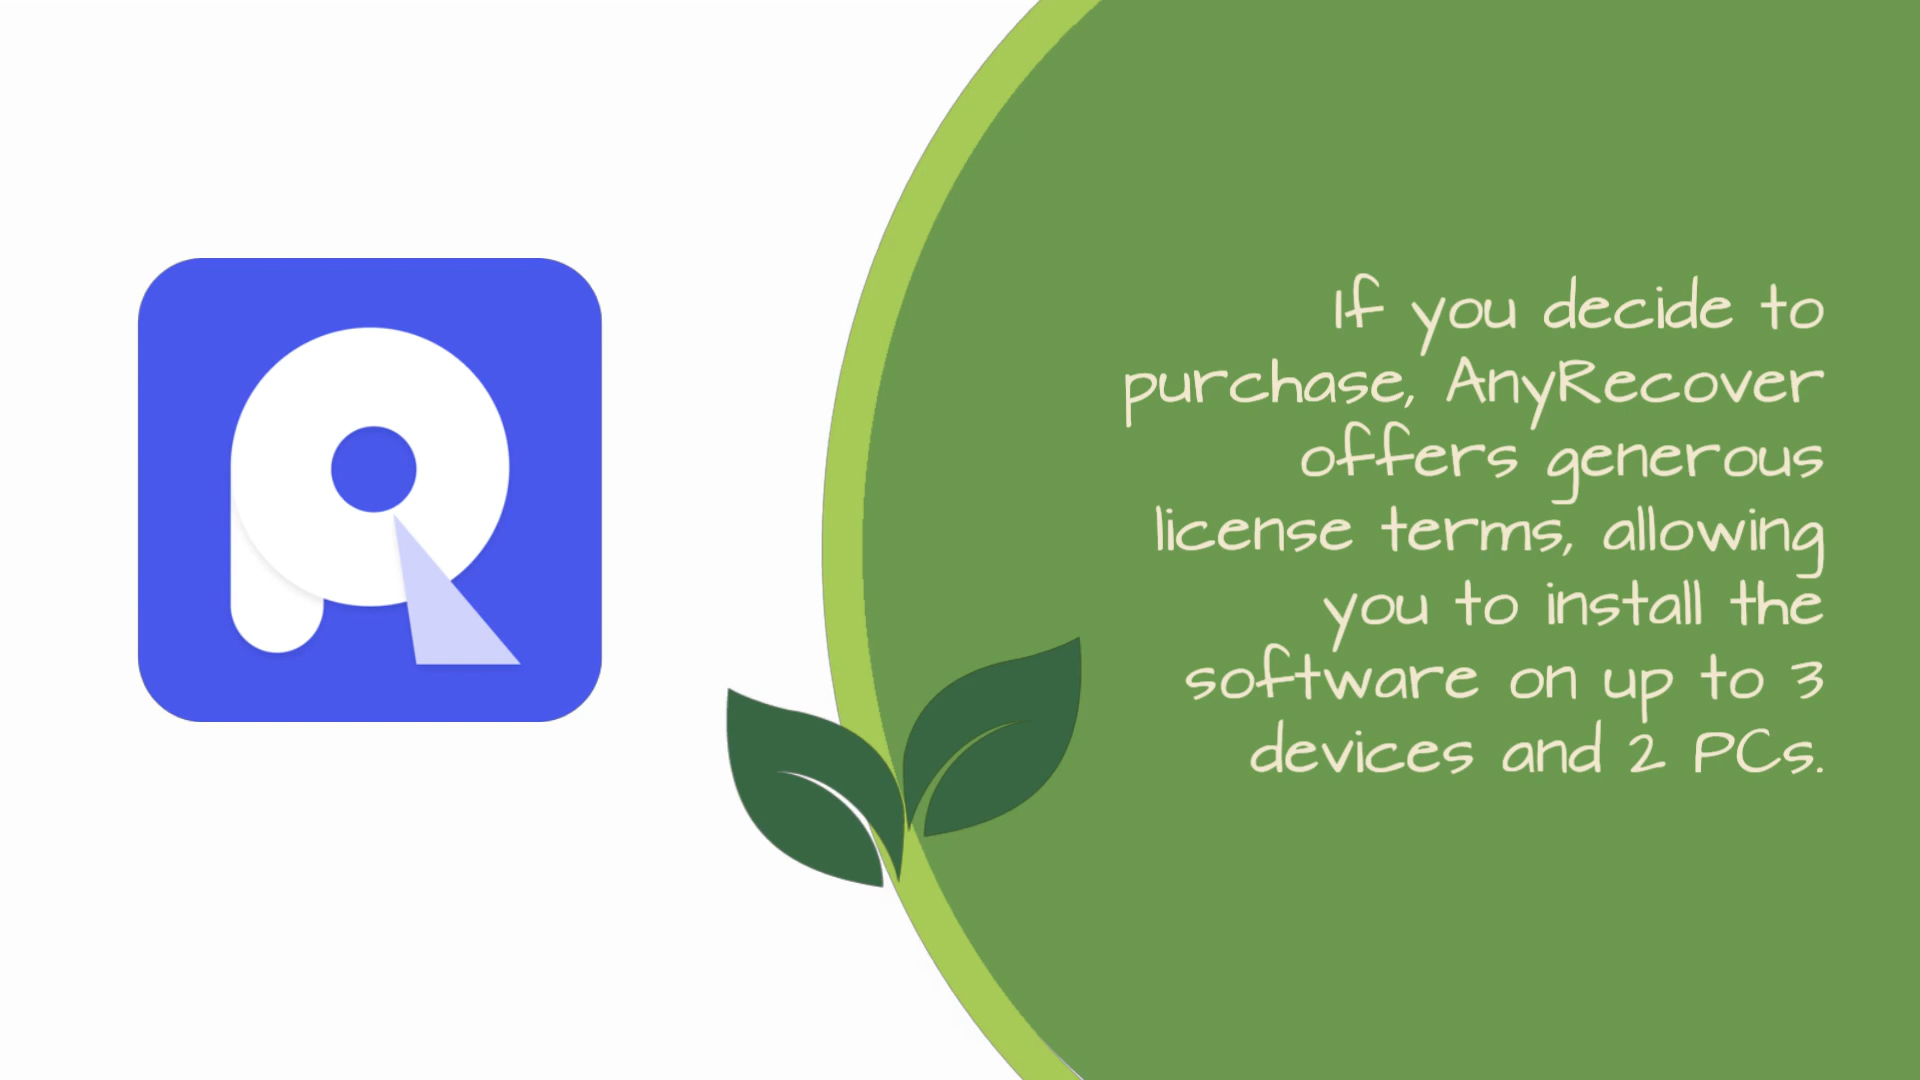 If you decide to
purchase, AnyRecover
offers generous
license terms, allowing
you to install the
software on up to 3
devices and 2 PCs.